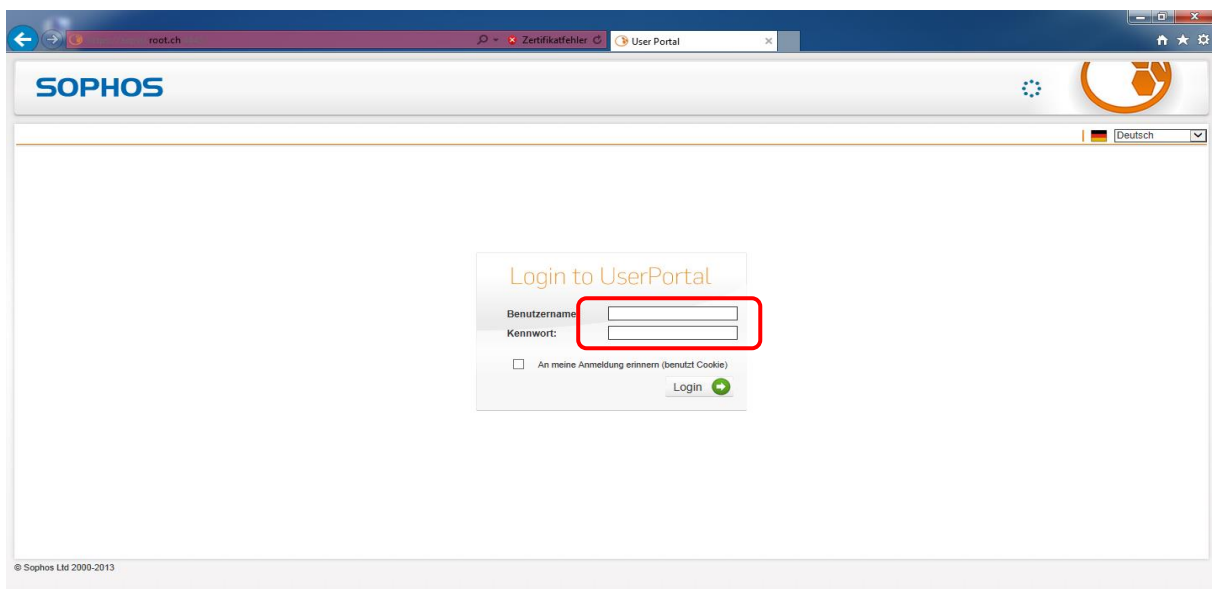 root.ch
Zertifikatfehler
User Portal
SOPHOS
Deutsch
Login to UserPortal
Benutzername
Kennwort:
An meine Anmeldung erinnern (benutzt Cookie)
Login
© Sophos Ltd 2000-2013